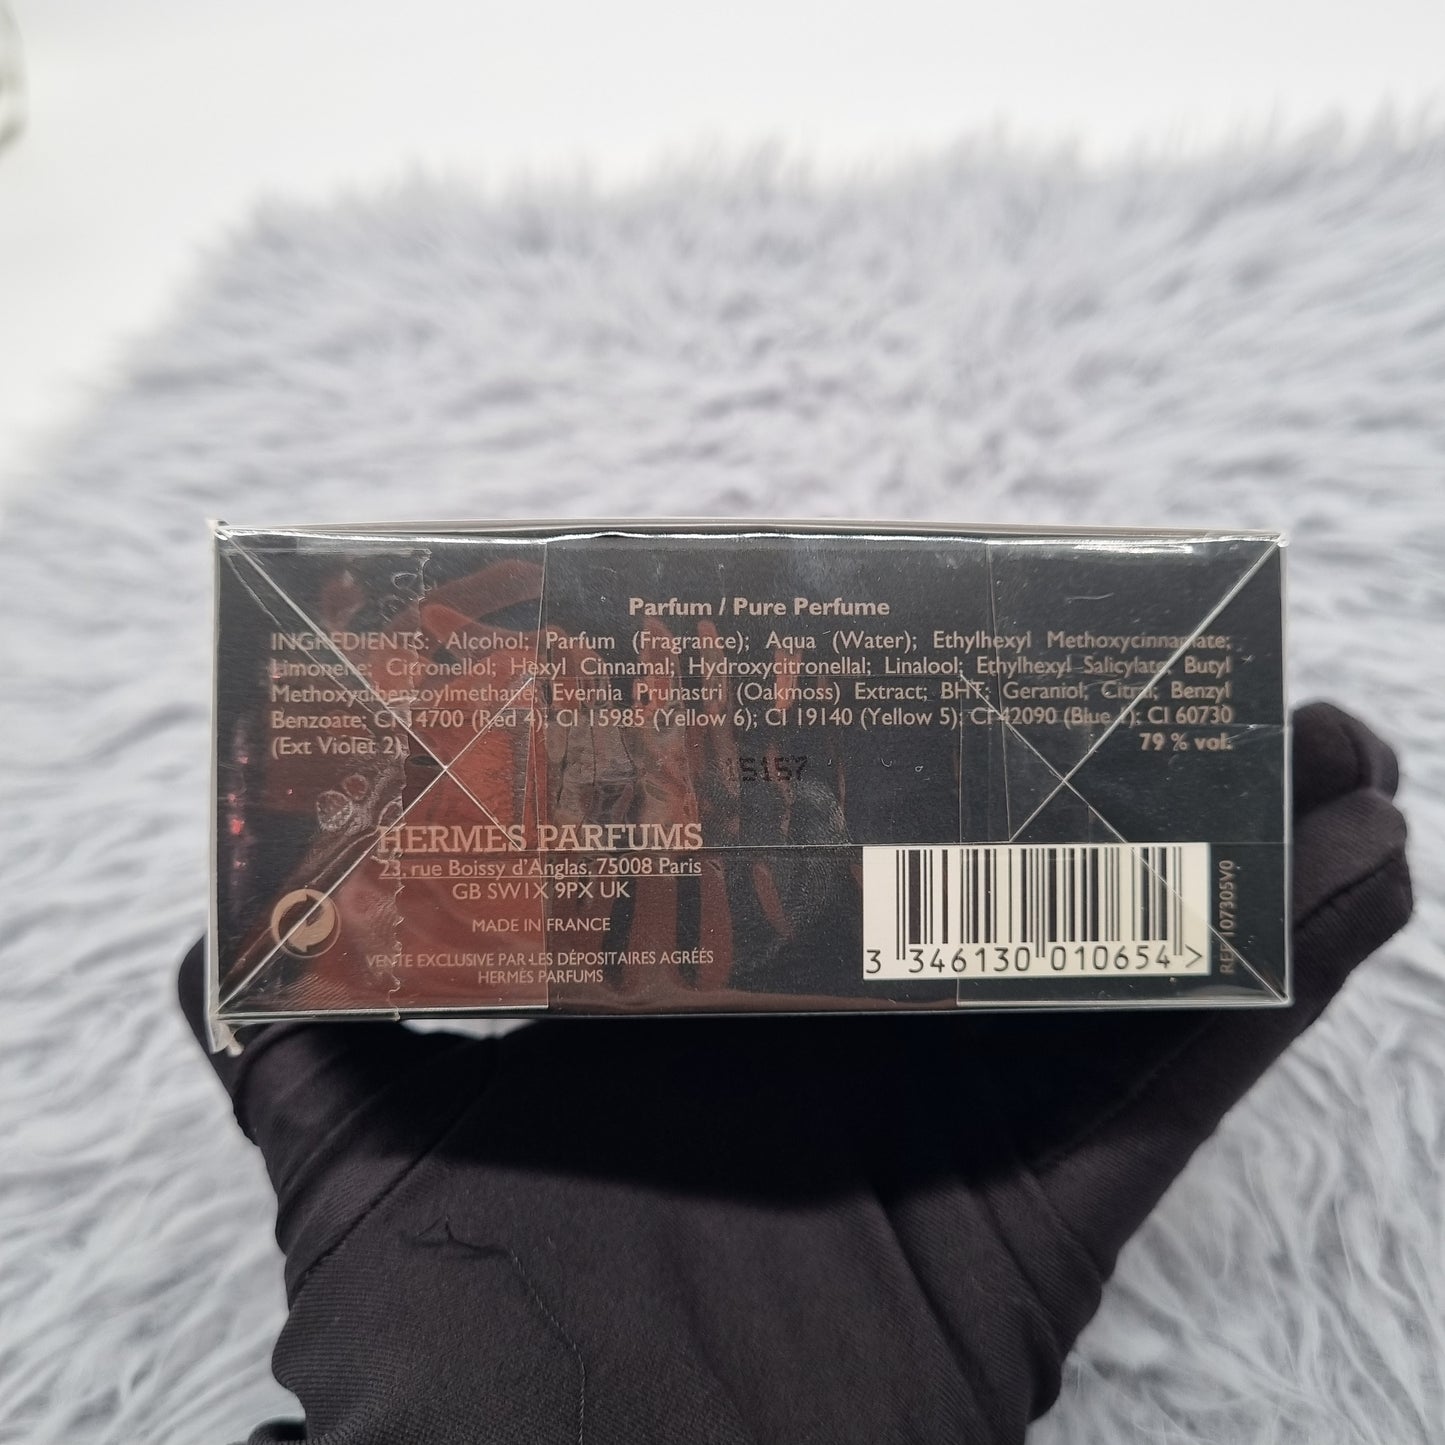 Parfum / Pure Perfume
INGREDIENTS: Alcohol; Parfum (Fragrance); Aqua (Water); Ethylhexyl Methoxycinnamate;
Limonene; Citronellol; Hexyl Cinnamal; Hydroxycitronellal; Linalool; Ethylhexyl Salicylate; Butyl
Methoxydibenzoylmethane; Evernia Prunastri (Oakmoss) Extract; BHT; Geraniol; Citral; Benzyl
Benzoate; CI 14700 (Red 4); CI 15985 (Yellow 6); CI 19140 (Yellow 5); CI 42090 (Blue 1); CI 60730
(Ext Violet 2).
79 % vol.
15157
HERMES PARFUMS
23, rue Boissy d'Anglas, 75008 Paris
GB SW1X 9PX UK
MADE IN FRANCE
VENTE EXCLUSIVE PAR LES DÉPOSITAIRES AGRÉÉS
HERMES PARFUMS
3 346130 010654 >
REF 107305V0